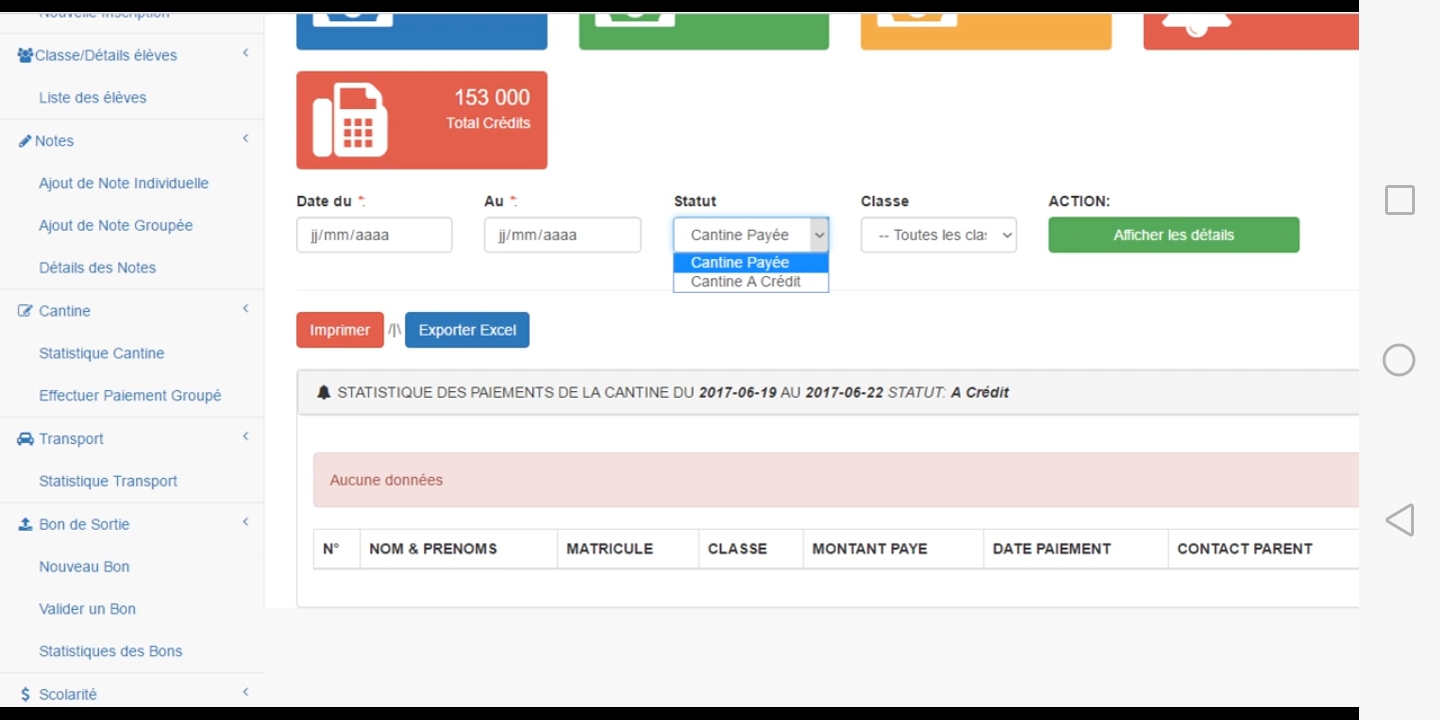 Nouvelle Inscription
Classe/Détails élèves
Liste des élèves
Notes
Ajout de Note Individuelle
Ajout de Note Groupée
Détails des Notes
Cantine
Statistique Cantine
Effectuer Paiement Groupé
Transport
Statistique Transport
Bon de Sortie
Nouveau Bon
Valider un Bon
Statistiques des Bons
$ Scolarité
153 000
Total Crédits
Date du *: Au *: Statut Classe ACTION:
jj/mm/aaaa jj/mm/aaaa Cantine Payée -- Toutes les cla Afficher les détails
Cantine Payée
Cantine A Crédit
Imprimer /|\ Exporter Excel
STATISTIQUE DES PAIEMENTS DE LA CANTINE DU 2017-06-19 AU 2017-06-22 STATUT: A Crédit
Aucune données
N° NOM & PRENOMS MATRICULE CLASSE MONTANT PAYE DATE PAIEMENT CONTACT PARENT